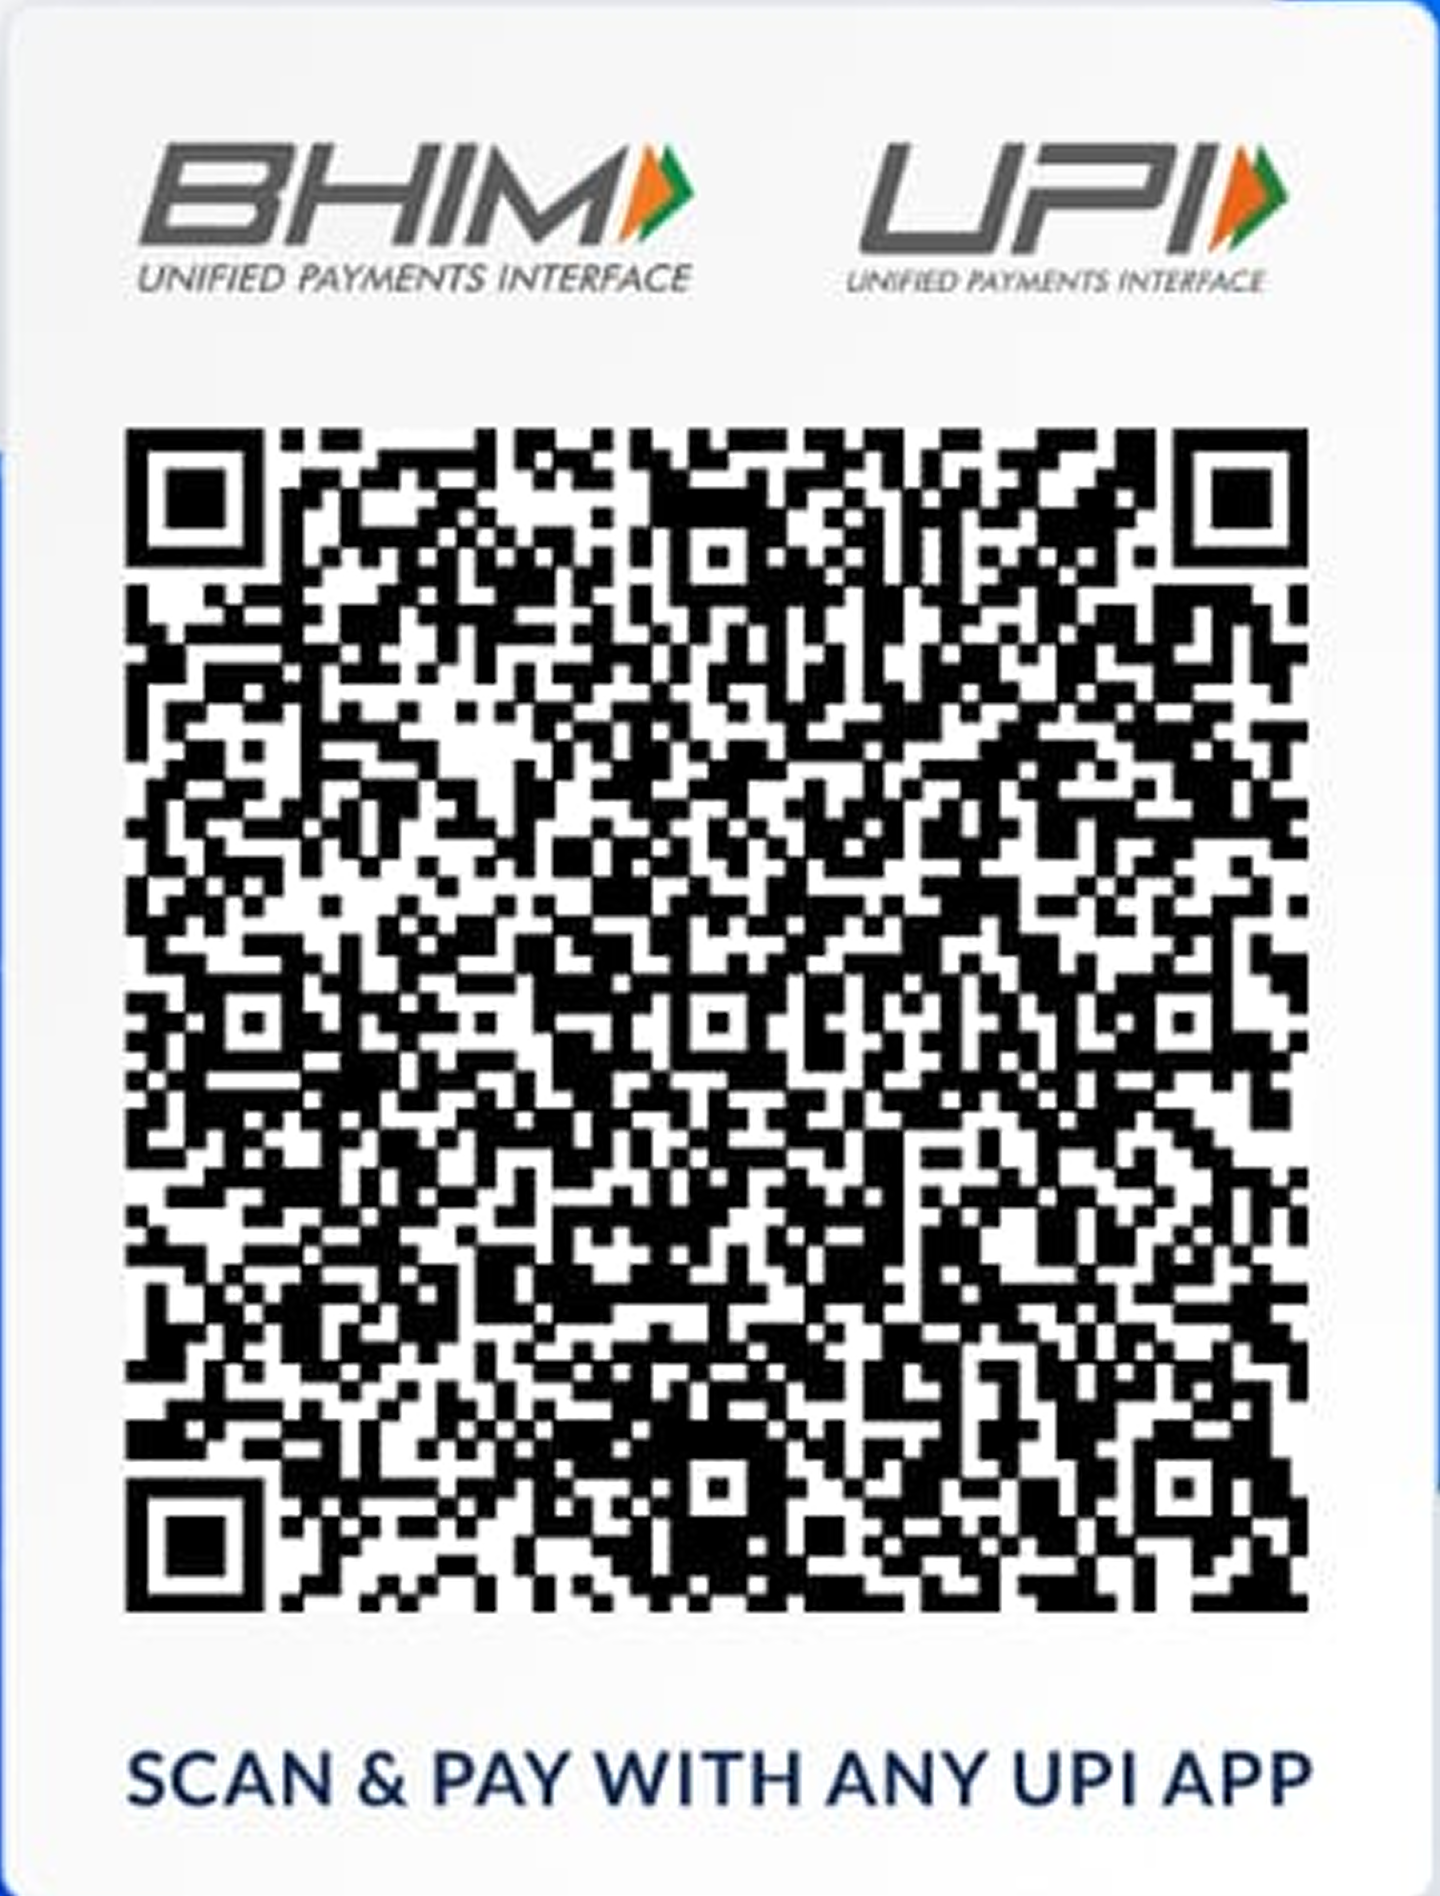 BHIM UPI
UNIFIED PAYMENTS INTERFACE UNIFIED PAYMENTS INTERFACE
SCAN & PAY WITH ANY UPI APP